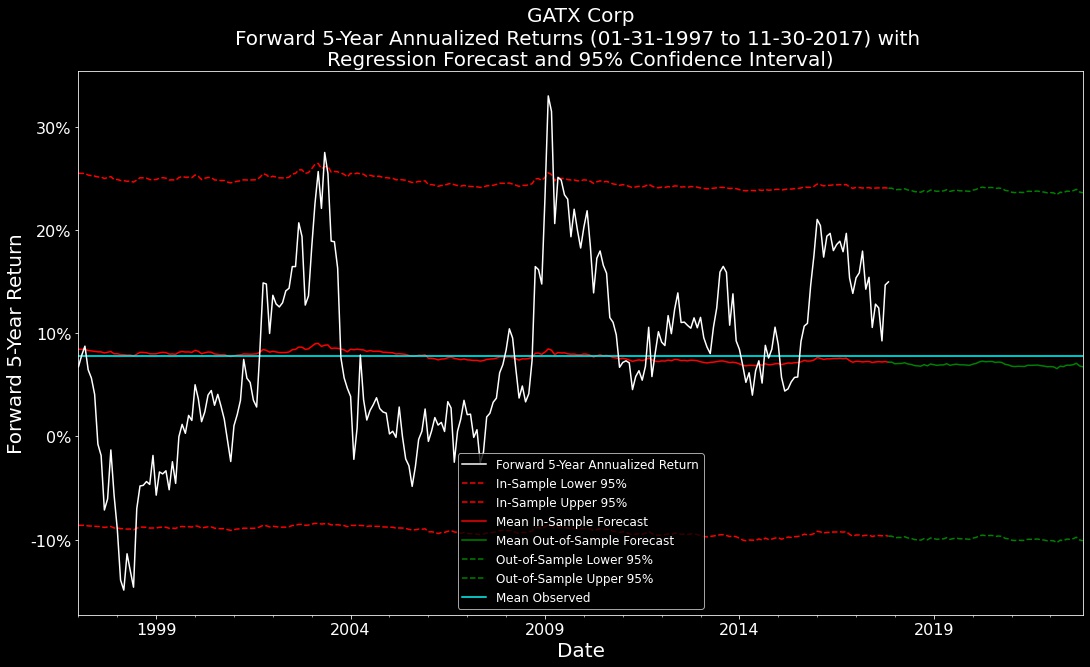 GATX Corp
Forward 5-Year Annualized Returns (01-31-1997 to 11-30-2017) with
Regression Forecast and 95% Confidence Interval)
Forward 5-Year Return
30%
20%
10%
0%
-10%
Forward 5-Year Annualized Return
In-Sample Lower 95%
In-Sample Upper 95%
Mean In-Sample Forecast
Mean Out-of-Sample Forecast
Out-of-Sample Lower 95%
Out-of-Sample Upper 95%
Mean Observed
1999
2004
2009
2014
2019
Date